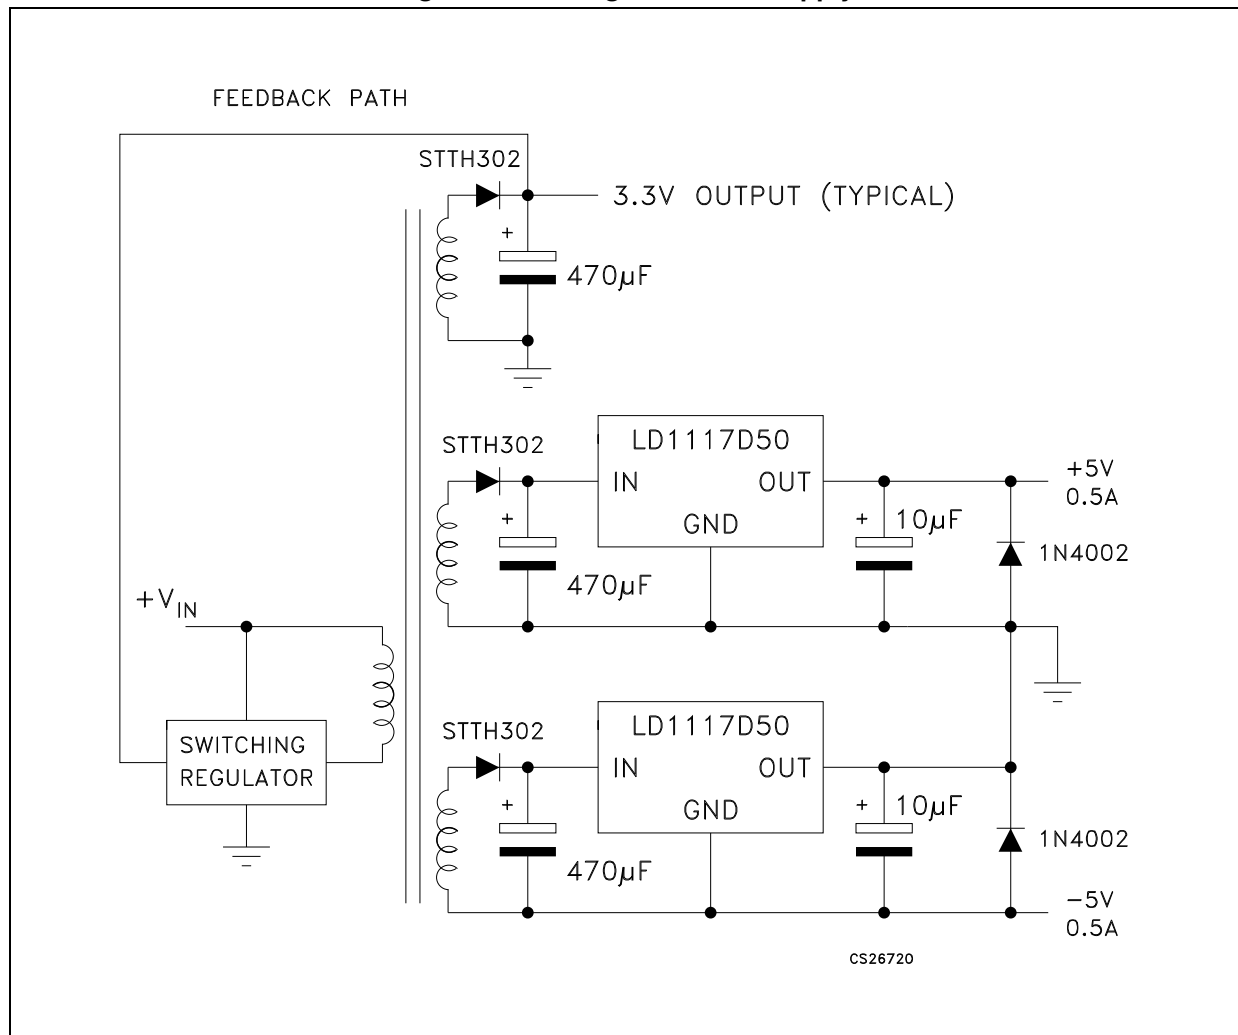 FEEDBACK PATH
STTH302
3.3V OUTPUT (TYPICAL)
+
470µF
STTH302
LD1117D50
IN
OUT
GND
+
470µF
+
10µF
+5V
0.5A
1N4002
+VIN
SWITCHING
REGULATOR
STTH302
LD1117D50
IN
OUT
GND
+
470µF
+
10µF
1N4002
-5V
0.5A
CS26720